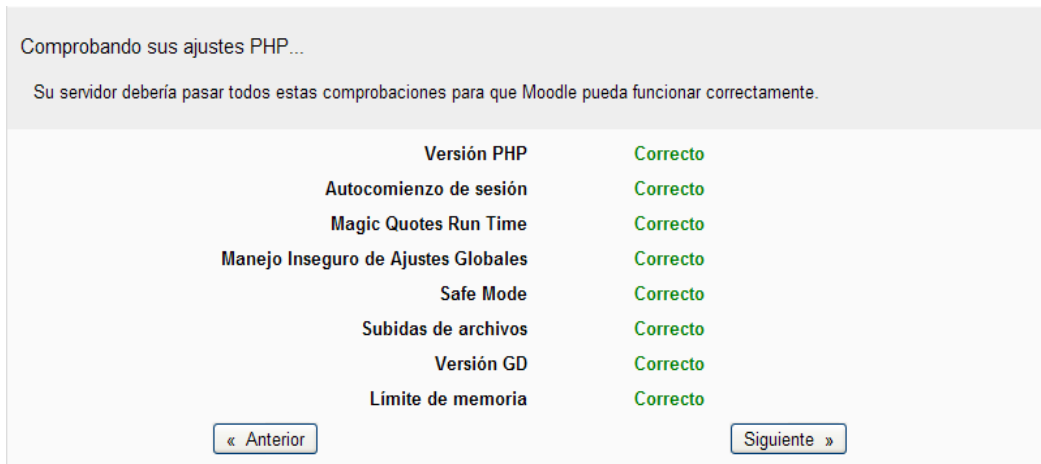 Comprobando sus ajustes PHP...
Su servidor debería pasar todos estas comprobaciones para que Moodle pueda funcionar correctamente.
Versión PHP Correcto
Autocomienzo de sesión Correcto
Magic Quotes Run Time Correcto
Manejo Inseguro de Ajustes Globales Correcto
Safe Mode Correcto
Subidas de archivos Correcto
Versión GD Correcto
Límite de memoria Correcto
« Anterior Siguiente »